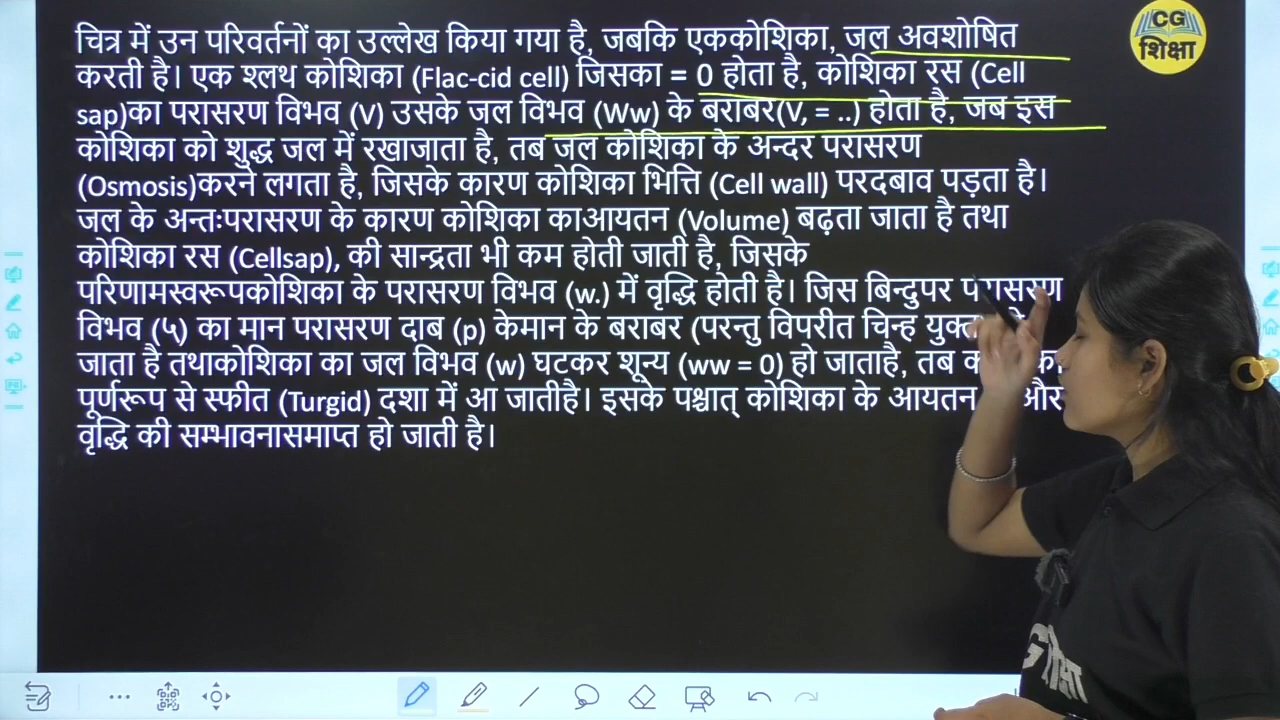 चित्र में उन परिवर्तनों का उल्लेख किया गया है, जबकि एककोशिका, जल अवशोषित
करती है। एक श्लथ कोशिका (Flac-cid cell) जिसका = 0 होता है, कोशिका रस (Cell
sap)का परासरण विभव (V) उसके जल विभव (Ww) के बराबर(V, = ..) होता है, जब इस
कोशिका को शुद्ध जल में रखाजाता है, तब जल कोशिका के अन्दर परासरण
(Osmosis)करने लगता है, जिसके कारण कोशिका भित्ति (Cell wall) परदबाव पड़ता है।
जल के अन्तःपरासरण के कारण कोशिका काआयतन (Volume) बढ़ता जाता है तथा
कोशिका रस (Cellsap), की सान्द्रता भी कम होती जाती है, जिसके
परिणामस्वरूपकोशिका के परासरण विभव (w.) में वृद्धि होती है। जिस बिन्दुपर
विभव (५) का मान परासरण दाब (p) केमान के बराबर (परन्तु विपरीत चिन्ह
जाता है तथाकोशिका का जल विभव (w) घटकर शून्य (ww = 0) हो जाताहै, तब
पूर्णरूप से स्फीत (Turgid) दशा में आ जातीहै। इसके पश्चात् कोशिका के आयतन
वृद्धि की सम्भावनासमाप्त हो जाती है।
CG
शिक्षा